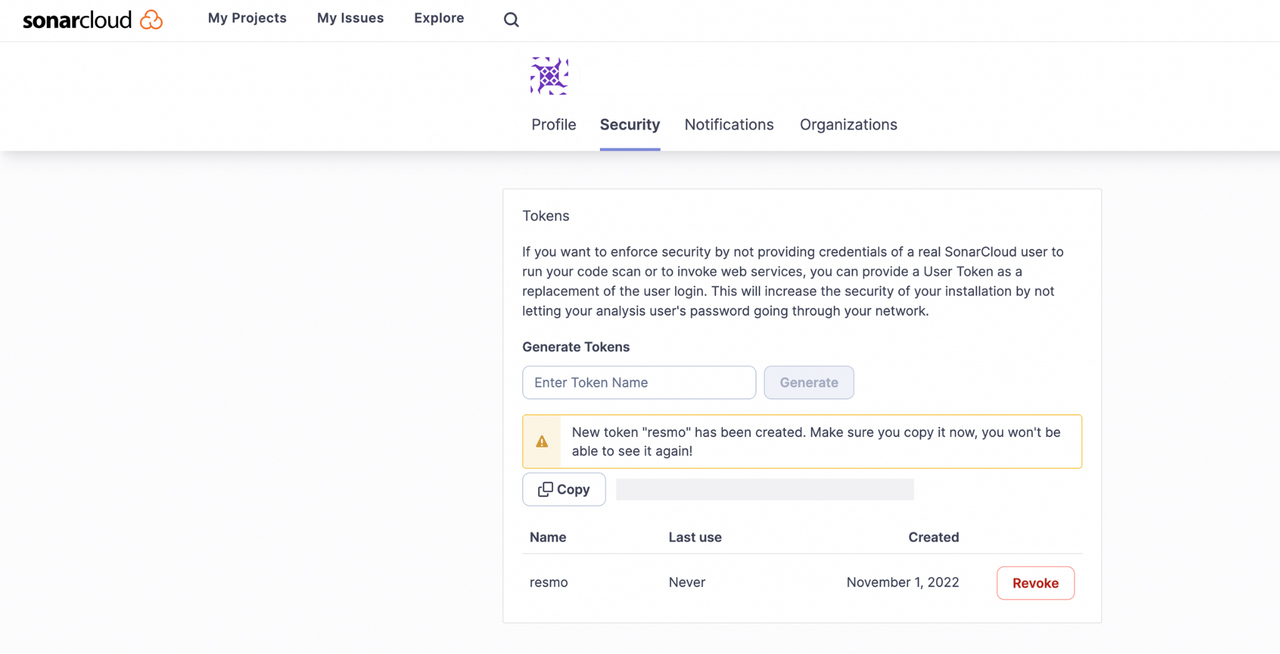 sonarcloud My Projects My Issues Explore
Profile Security Notifications Organizations
Tokens
If you want to enforce security by not providing credentials of a real SonarCloud user to
run your code scan or to invoke web services, you can provide a User Token as a
replacement of the user login. This will increase the security of your installation by not
letting your analysis user's password going through your network.
Generate Tokens
Enter Token Name Generate
New token "resmo" has been created. Make sure you copy it now, you won't be
able to see it again!
Copy
Name Last use Created
resmo Never November 1, 2022 Revoke